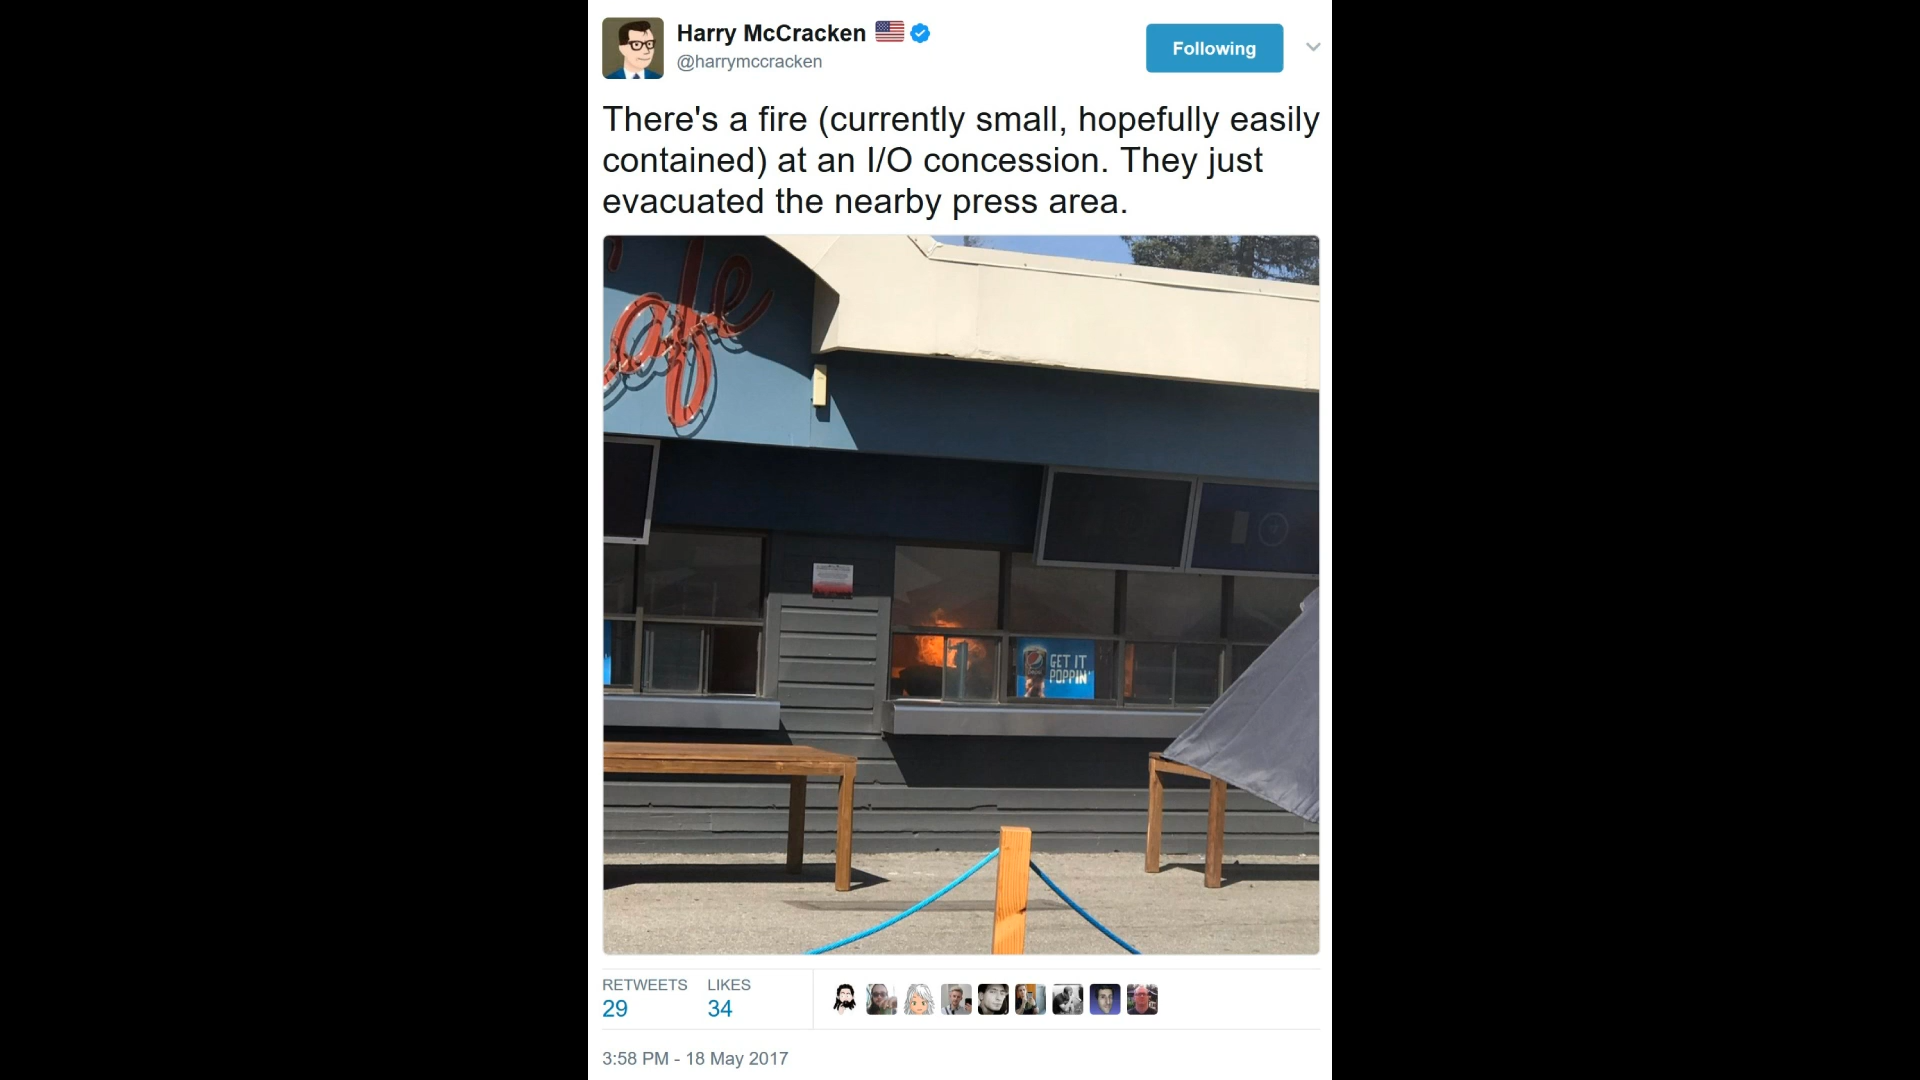 Harry McCracken
@harrymccracken
Following
There's a fire (currently small, hopefully easily
contained) at an I/O concession. They just
evacuated the nearby press area.
afe
GET IT
POPPIN'
RETWEETS
LIKES
29
34
3:58 PM - 18 May 2017